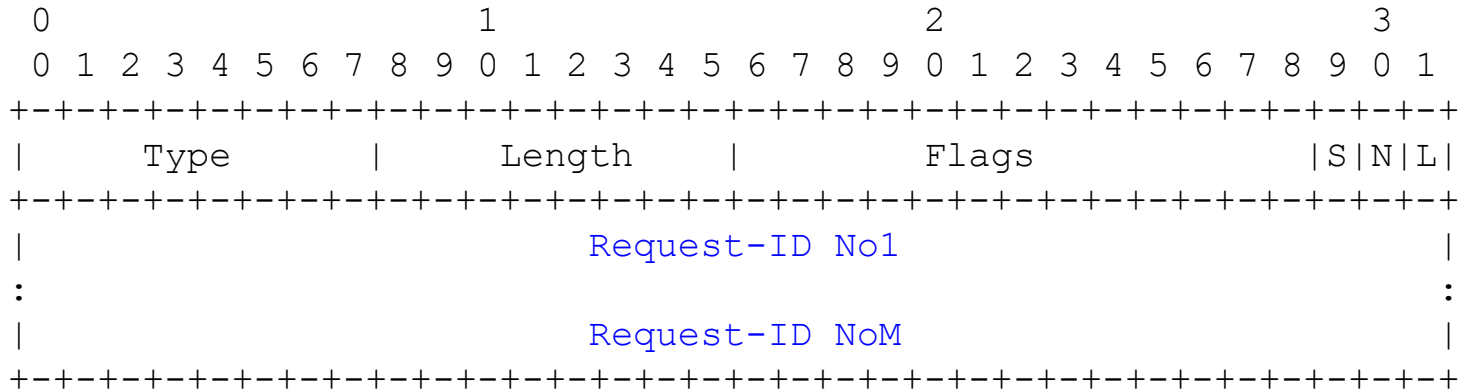 0                   1                   2                   3
 0 1 2 3 4 5 6 7 8 9 0 1 2 3 4 5 6 7 8 9 0 1 2 3 4 5 6 7 8 9 0 1
+-+-+-+-+-+-+-+-+-+-+-+-+-+-+-+-+-+-+-+-+-+-+-+-+-+-+-+-+-+-+-+-+
|     Type      |     Length    |        Flags            |S|N|L|
+-+-+-+-+-+-+-+-+-+-+-+-+-+-+-+-+-+-+-+-+-+-+-+-+-+-+-+-+-+-+-+-+
|                         Request-ID No1                        |
:                                                               :
|                         Request-ID NoM                        |
+-+-+-+-+-+-+-+-+-+-+-+-+-+-+-+-+-+-+-+-+-+-+-+-+-+-+-+-+-+-+-+-+